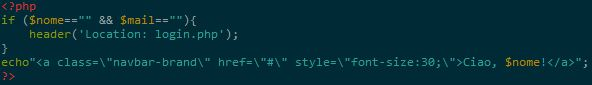 <?php
if ($nome=="" && $mail==""){
    header('Location: login.php');
}
echo"<a class=\"navbar-brand\" href=\"#\" style=\"font-size:30;\">Ciao, $nome!</a>";
?>